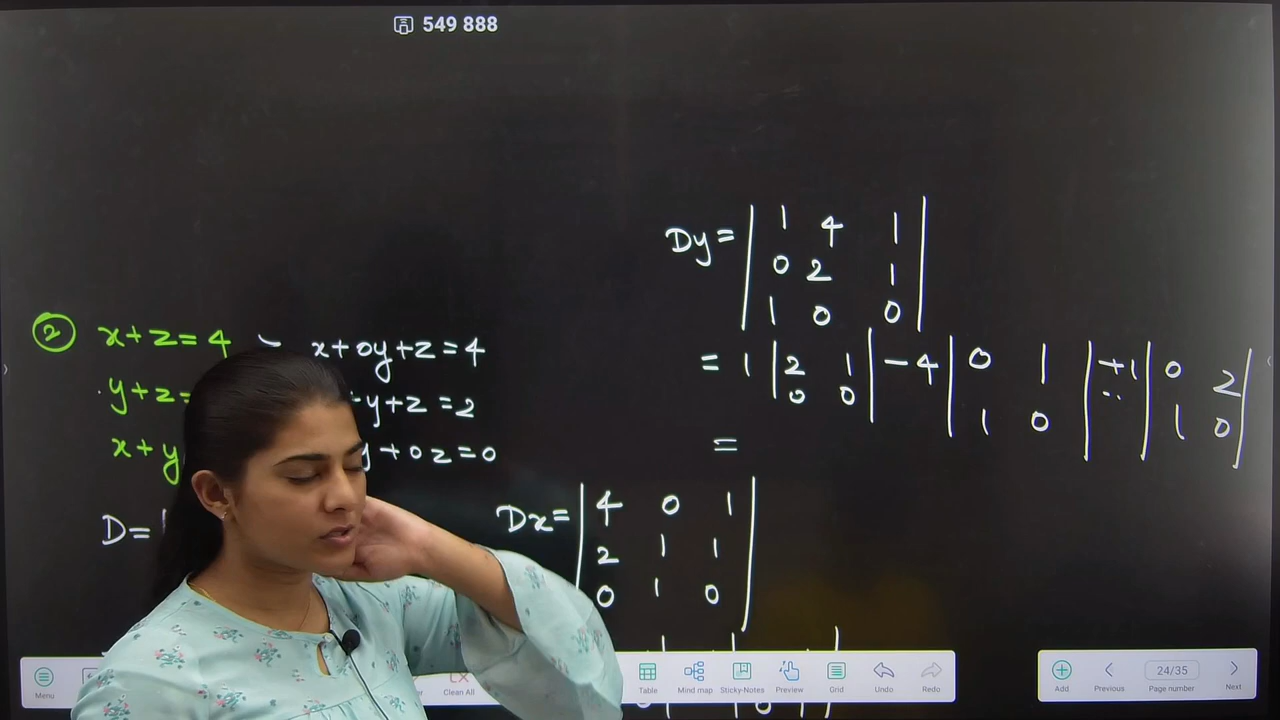 549 888
Dy = | 1 4 1 |
| 0 2 1 |
| 1 0 0 |
= 1 | 2 1 | - 4 | 0 1 | + 1 | 0 2 |
| 0 0 | | 1 0 | | 1 0 |
=
② x+z=4 x+0y+z=4
y+z= y+z=2
x+y y+0z=0
D=
Dx= | 4 0 1 |
| 2 1 1 |
| 0 1 0 |
Menu
Clean All
Table
Mind map
Sticky-Notes
Preview
Grid
Undo
Redo
Add
Previous
24/35
Page number
Next